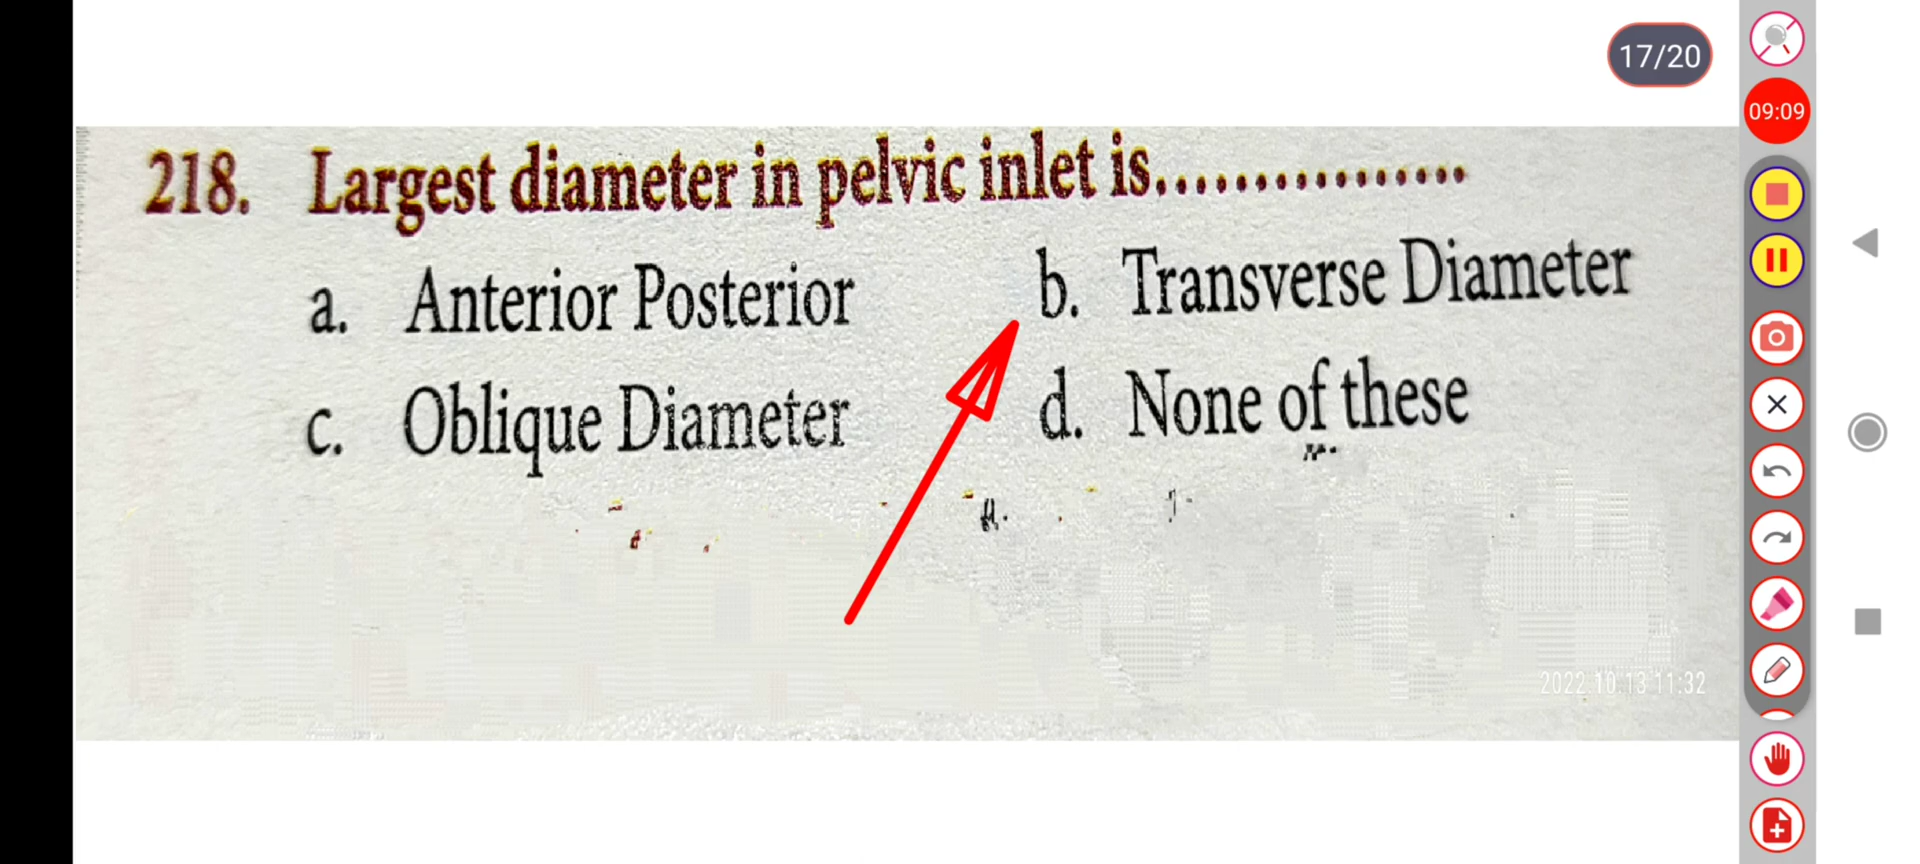 17/20
09:09
218. Largest diameter in pelvic inlet is................
a. Anterior Posterior b. Transverse Diameter
c. Oblique Diameter d. None of these
2022.10.13 11:32